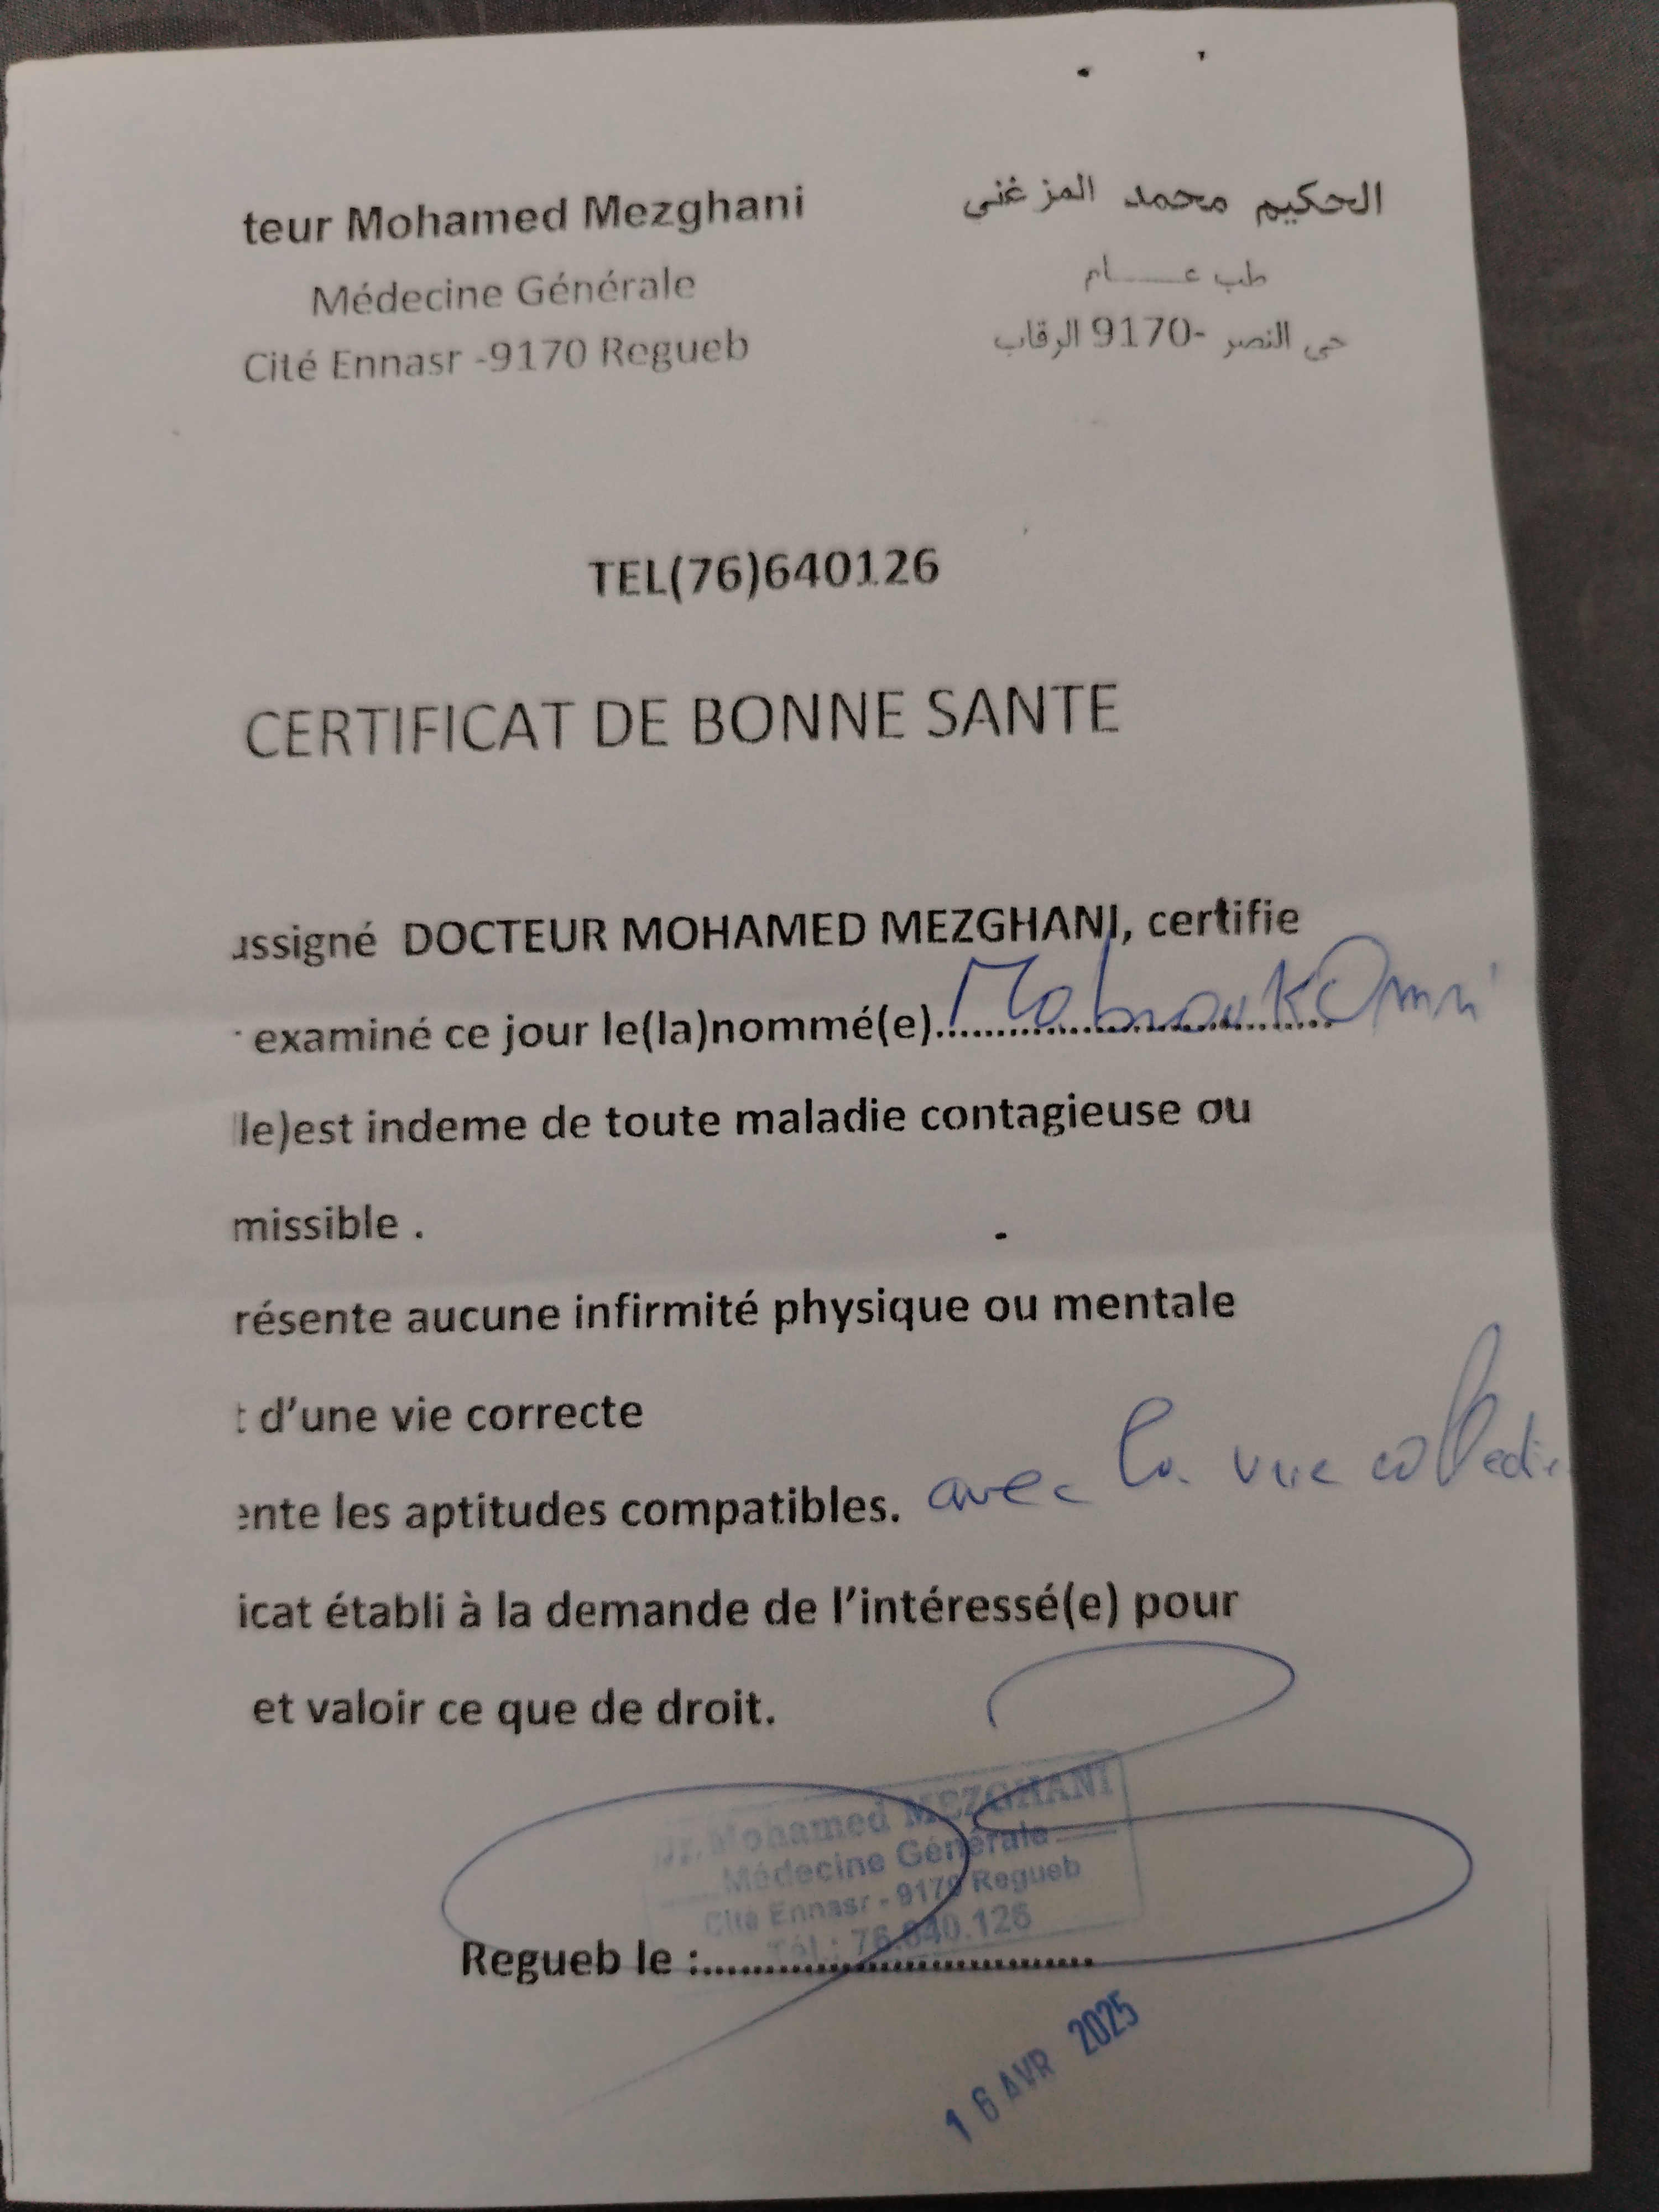 teur Mohamed Mezghani
Médecine Générale
Cité Ennasr -9170 Regueb
الحكيم محمد المزغني
طب عــــام
حي النصر -9170 الرقاب
TEL(76)640126
CERTIFICAT DE BONNE SANTE
ussigné DOCTEUR MOHAMED MEZGHANI, certifie
examiné ce jour le(la)nommé(e)............................ Mabrouk Omri
le)est indeme de toute maladie contagieuse ou
missible .
résente aucune infirmité physique ou mentale
t d'une vie correcte
ente les aptitudes compatibles. avec la vie
icat établi à la demande de l'intéressé(e) pour
et valoir ce que de droit.
Dr. Mohamed MEZGHANI
Médecine Générale
Cité Ennasr - 9170 Regueb
Tél.: 76.640.126
Regueb le :....................................
16 AVR 2025